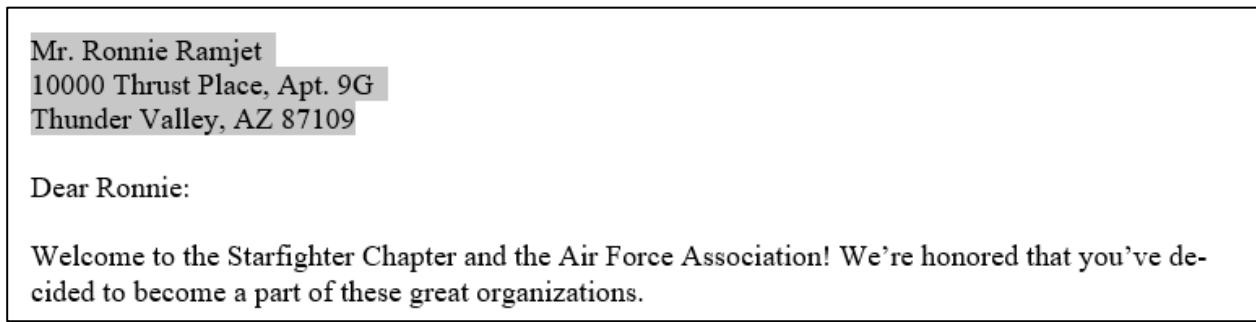 Mr. Ronnie Ramjet
10000 Thrust Place, Apt. 9G
Thunder Valley, AZ 87109
Dear Ronnie:
Welcome to the Starfighter Chapter and the Air Force Association! We’re honored that you’ve de-
cided to become a part of these great organizations.